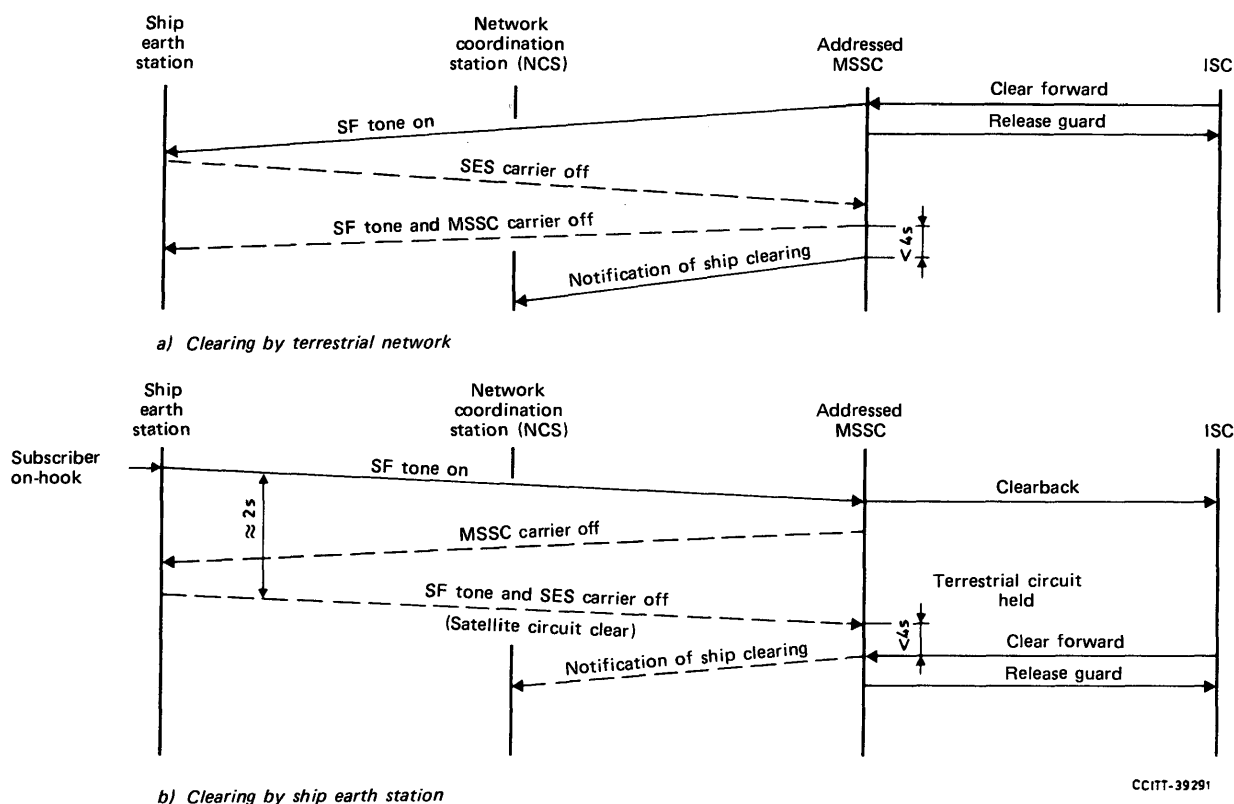 Ship
earth
station
Network
coordination
station (NCS)
Addressed
MSSC
ISC
Clear forward
SF tone on
Release guard
SES carrier off
SF tone and MSSC carrier off
< 4s
Notification of ship clearing
a) Clearing by terrestrial network
Ship
earth
station
Network
coordination
station (NCS)
Addressed
MSSC
ISC
Subscriber
on-hook
SF tone on
Clearback
≈ 2s
MSSC carrier off
SF tone and SES carrier off
(Satellite circuit clear)
Terrestrial circuit
held
<4s
Clear forward
Notification of ship clearing
Release guard
b) Clearing by ship earth station
CCITT-39291